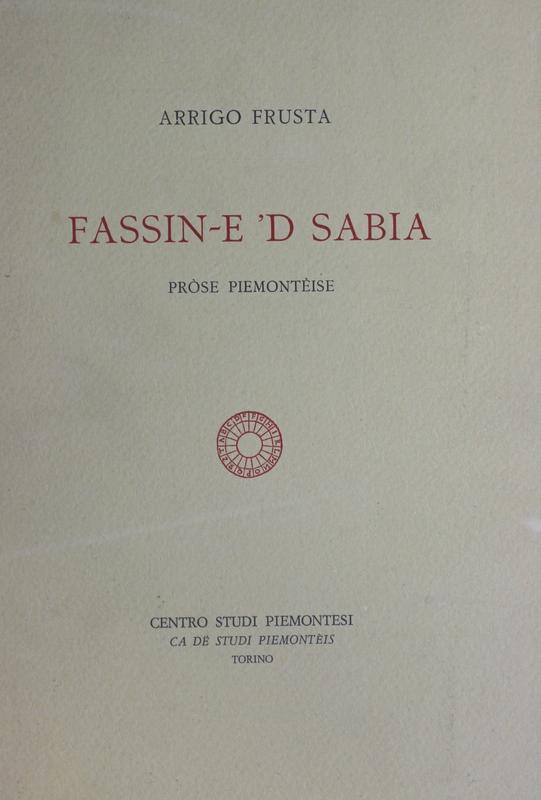 ARRIGO FRUSTA
FASSIN-E 'D SABIA
PRÒSE PIEMONTÈISE
CENTRO STUDI PIEMONTESI
CA DË STUDI PIEMONTÈIS
TORINO